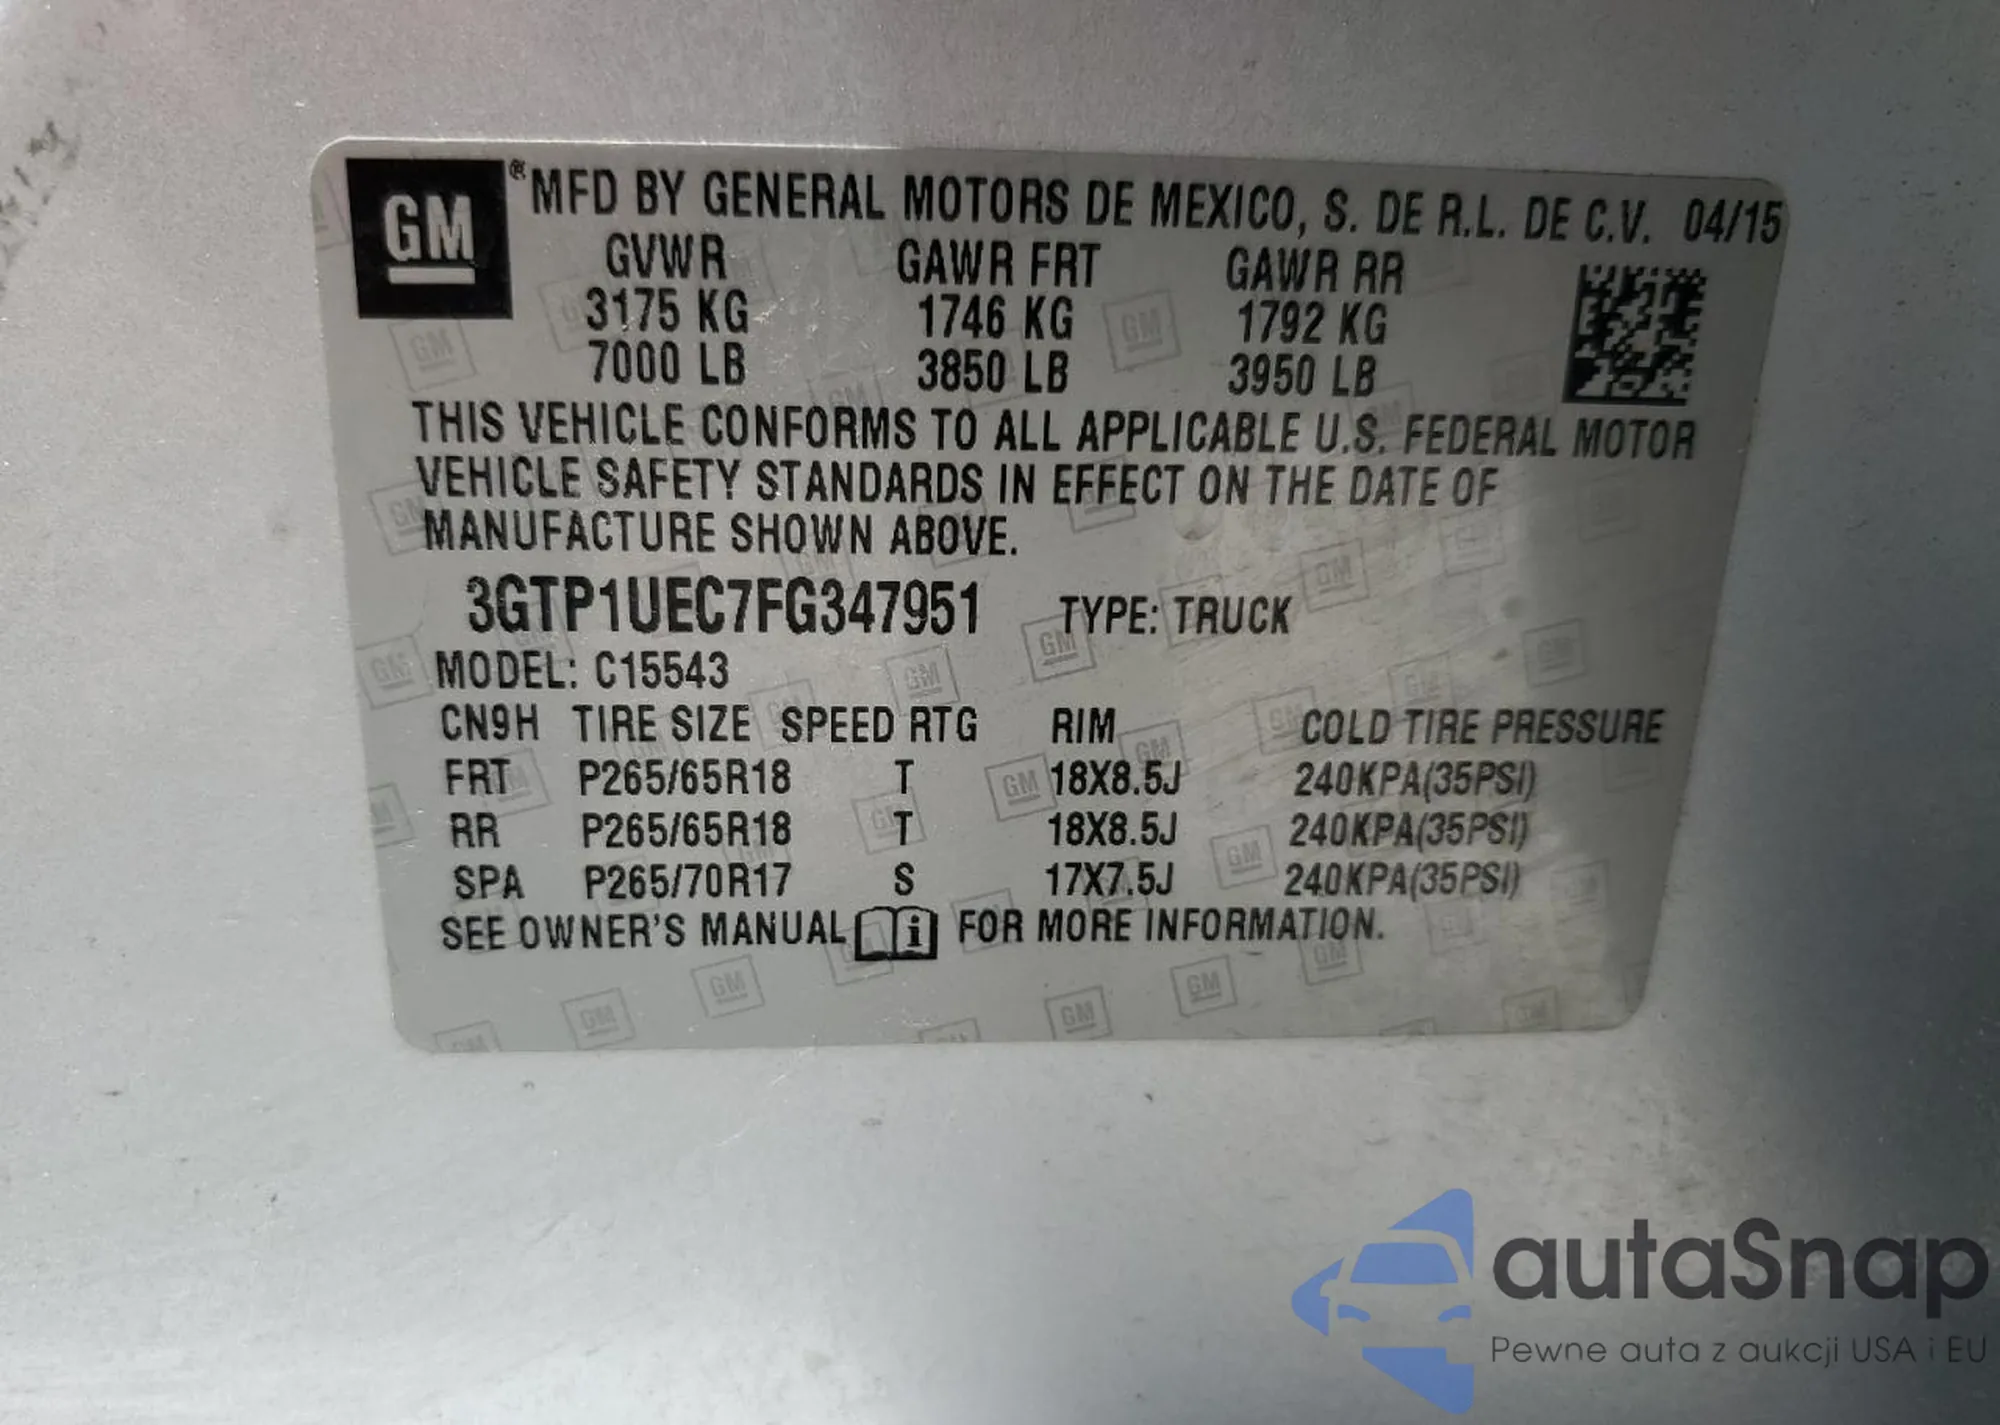 GM ® MFD BY GENERAL MOTORS DE MEXICO, S. DE R.L. DE C.V. 04/15
GVWR GAWR FRT GAWR RR
3175 KG 1746 KG 1792 KG
7000 LB 3850 LB 3950 LB
THIS VEHICLE CONFORMS TO ALL APPLICABLE U.S. FEDERAL MOTOR
VEHICLE SAFETY STANDARDS IN EFFECT ON THE DATE OF
MANUFACTURE SHOWN ABOVE.
3GTP1UEC7FG347951 TYPE: TRUCK
MODEL: C15543
CN9H TIRE SIZE SPEED RTG RIM COLD TIRE PRESSURE
FRT P265/65R18 T 18X8.5J 240KPA(35PSI)
RR P265/65R18 T 18X8.5J 240KPA(35PSI)
SPA P265/70R17 S 17X7.5J 240KPA(35PSI)
SEE OWNER'S MANUAL i FOR MORE INFORMATION.
autaSnap
Pewne auta z aukcji USA i EU